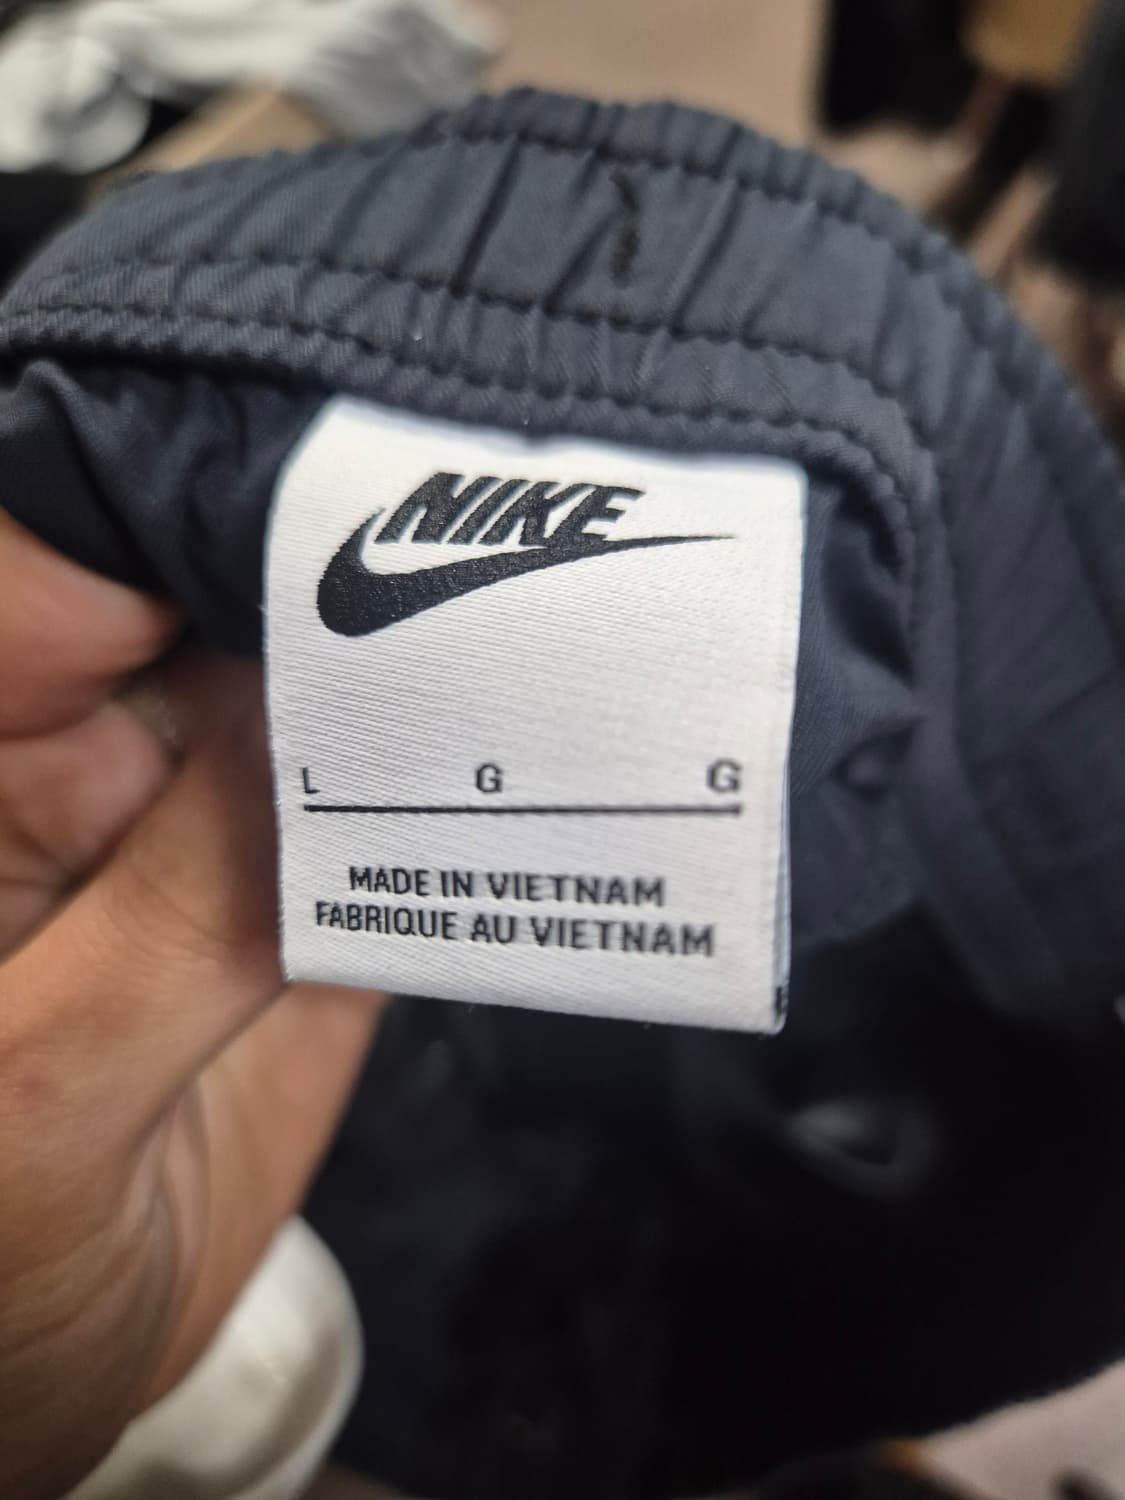 NIKE
L G G
MADE IN VIETNAM
FABRIQUE AU VIETNAM